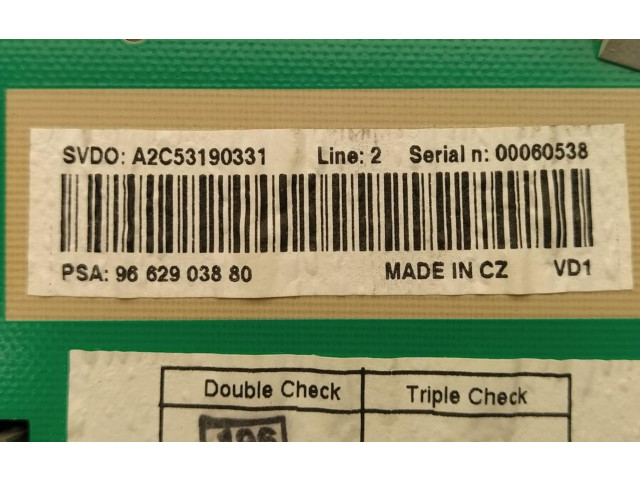 SVDO: A2C53190331 Line: 2 Serial n: 00060538
PSA: 96 629 038 80 MADE IN CZ VD1
Double Check Triple Check